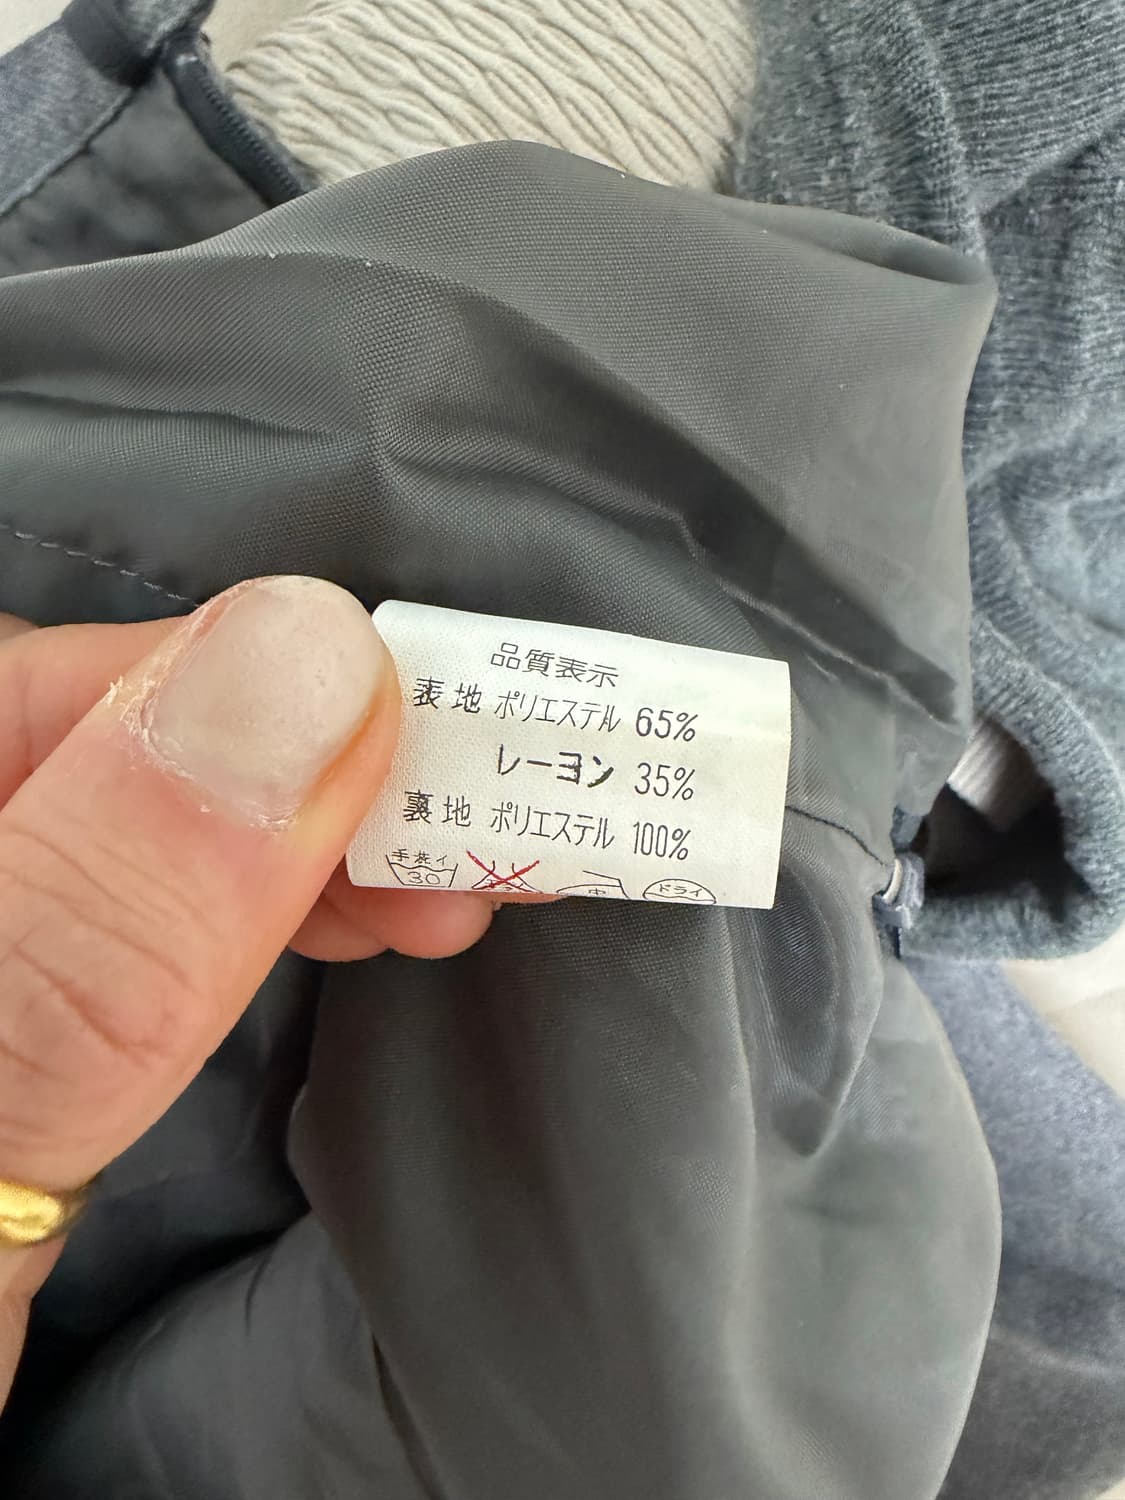 品質表示
表地 ポリエステル 65%
レーヨン 35%
裏地 ポリエステル 100%
手洗イ
30 中 ドライ